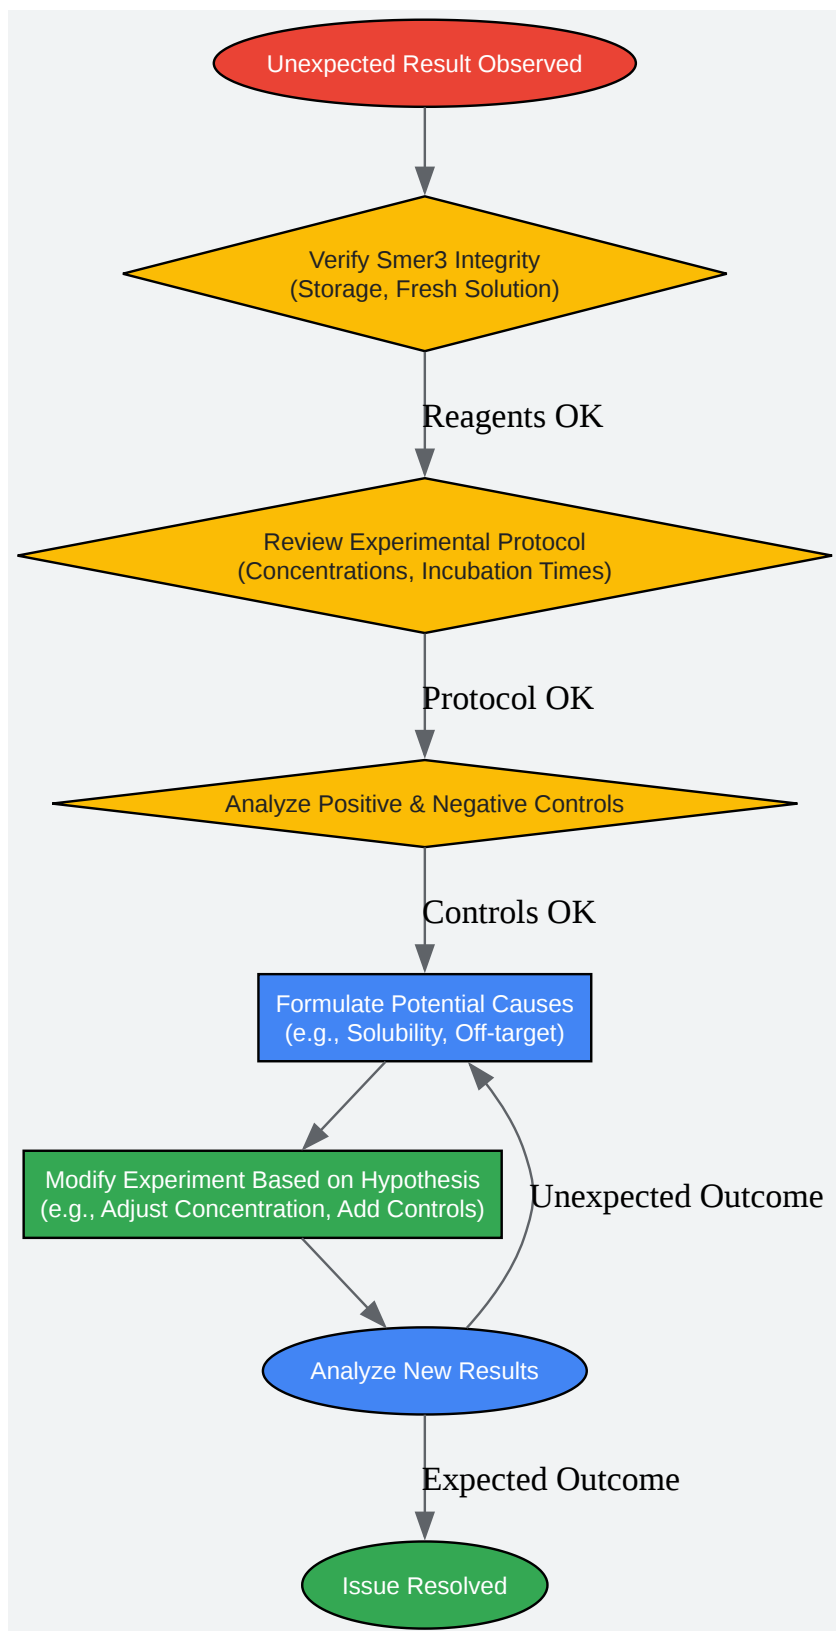 Unexpected Result Observed
Verify Smer3 Integrity
(Storage, Fresh Solution)
Reagents OK
Review Experimental Protocol
(Concentrations, Incubation Times)
Protocol OK
Analyze Positive & Negative Controls
Controls OK
Formulate Potential Causes
(e.g., Solubility, Off-target)
Modify Experiment Based on Hypothesis
(e.g., Adjust Concentration, Add Controls)
Unexpected Outcome
Analyze New Results
Expected Outcome
Issue Resolved